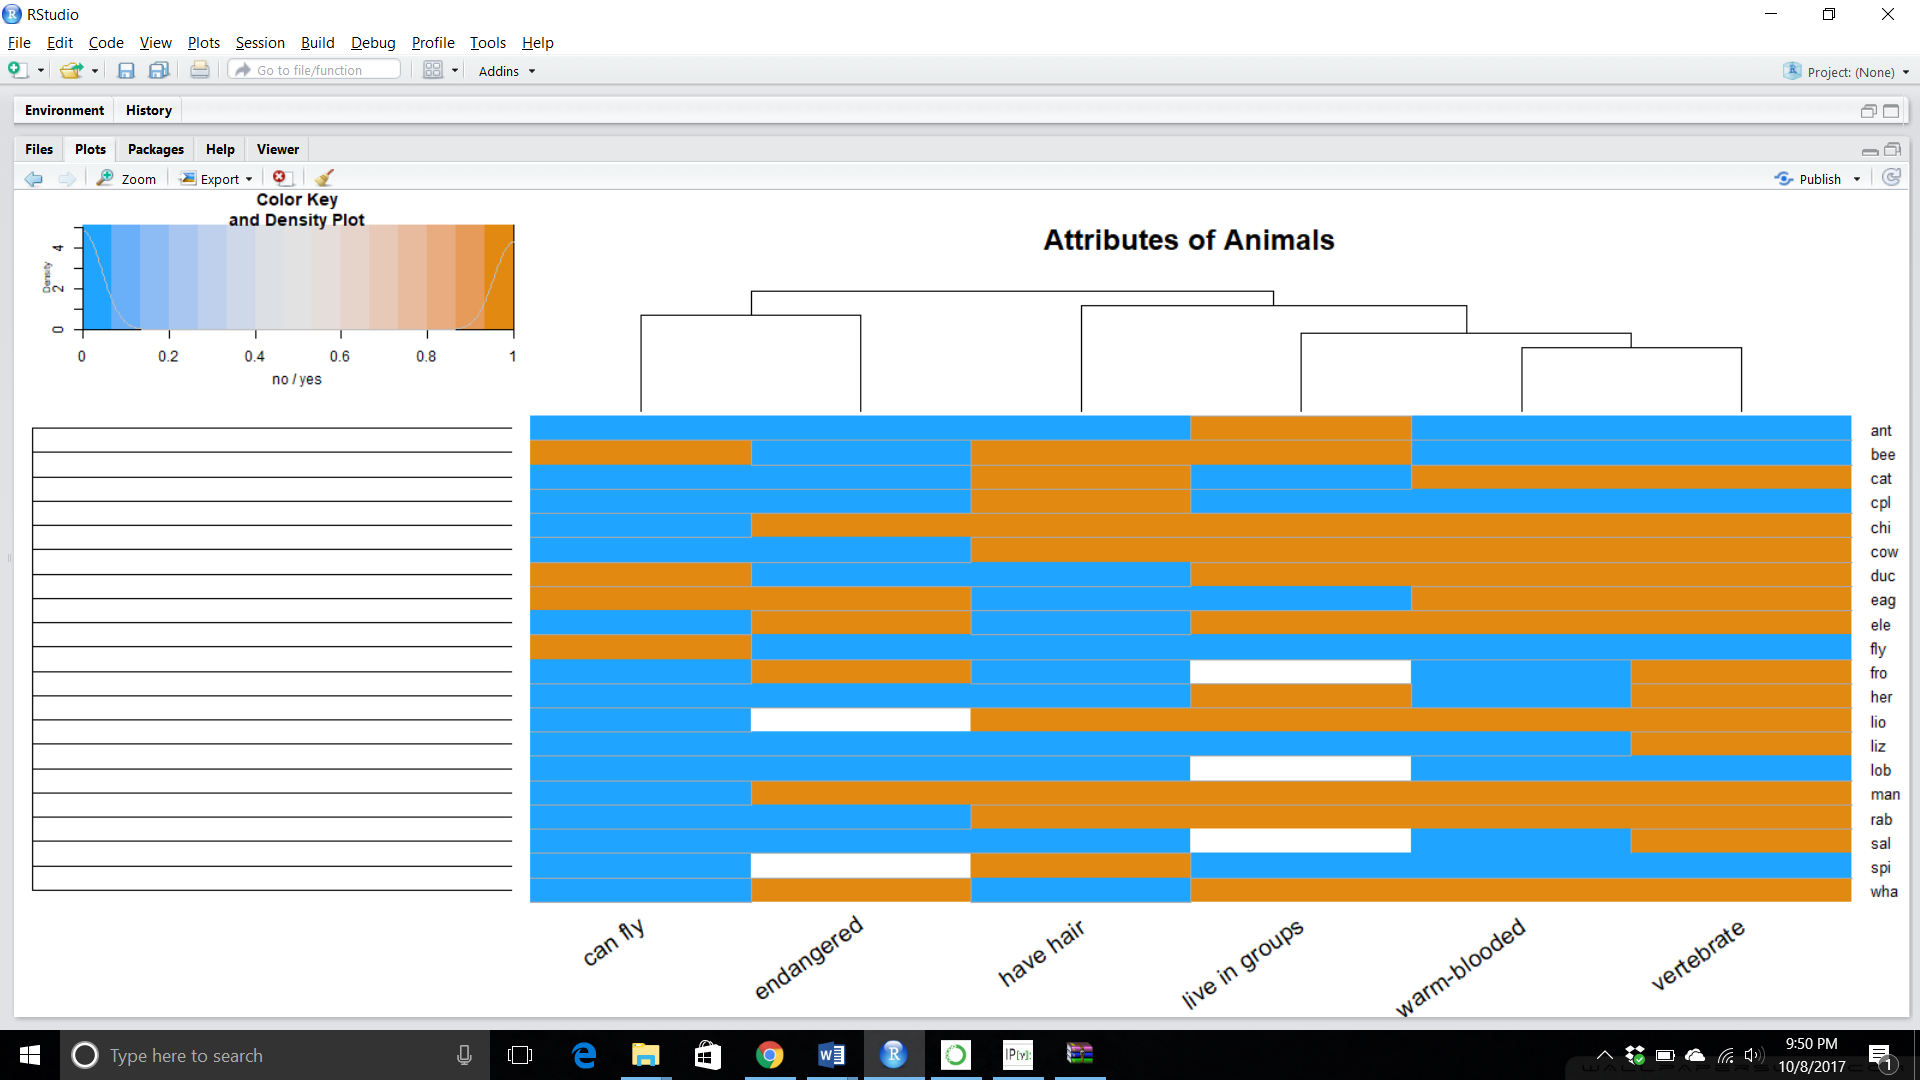 RStudio
File Edit Code View Plots Session Build Debug Profile Tools Help
Go to file/function Addins Project: (None)
Environment History
Files Plots Packages Help Viewer
Zoom Export Publish
Color Key
and Density Plot
Density
0 2 4
0 0.2 0.4 0.6 0.8 1
no / yes
Attributes of Animals
ant
bee
cat
cpl
chi
cow
duc
eag
ele
fly
fro
her
lio
liz
lob
man
rab
sal
spi
wha
can fly
endangered
have hair
live in groups
warm-blooded
vertebrate
Type here to search
IP[y]:
9:50 PM
10/8/2017
1